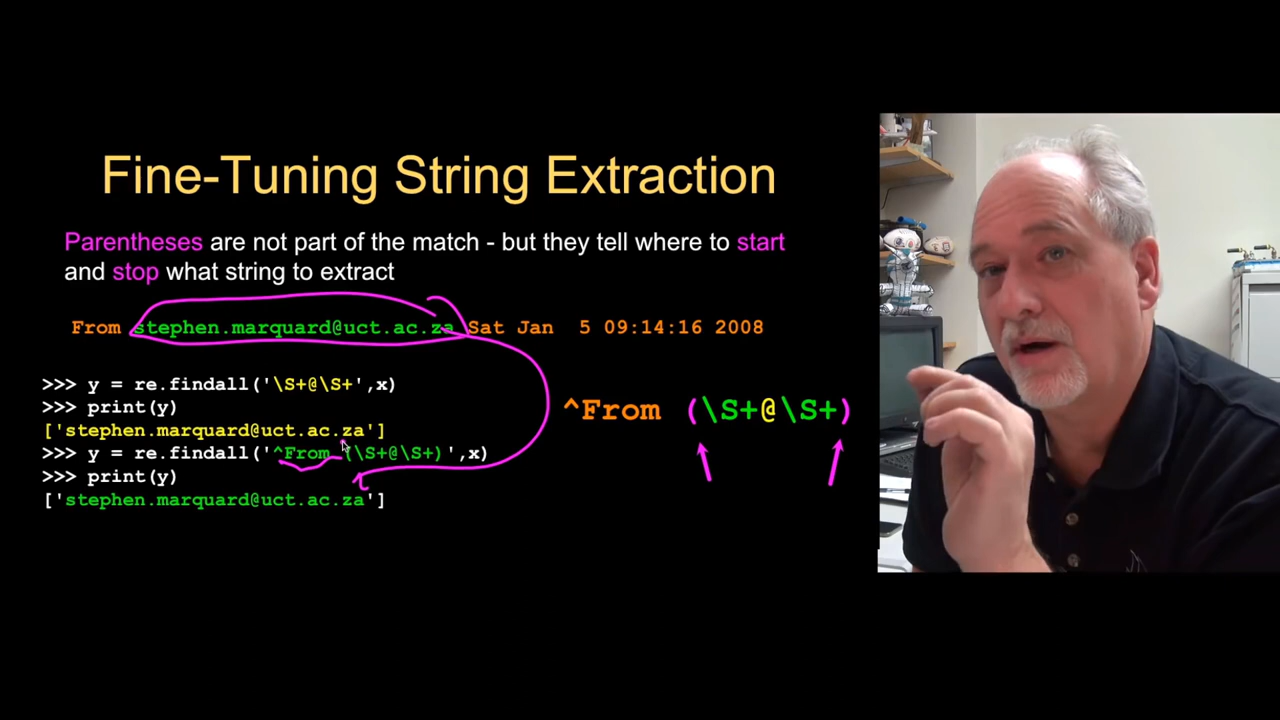 Fine-Tuning String Extraction
Parentheses are not part of the match - but they tell where to start
and stop what string to extract
From stephen.marquard@uct.ac.za Sat Jan  5 09:14:16 2008
>>> y = re.findall('\S+@\S+',x)
>>> print(y)
['stephen.marquard@uct.ac.za']
>>> y = re.findall('^From (\S+@\S+)',x)
>>> print(y)
['stephen.marquard@uct.ac.za']
^From (\S+@\S+)